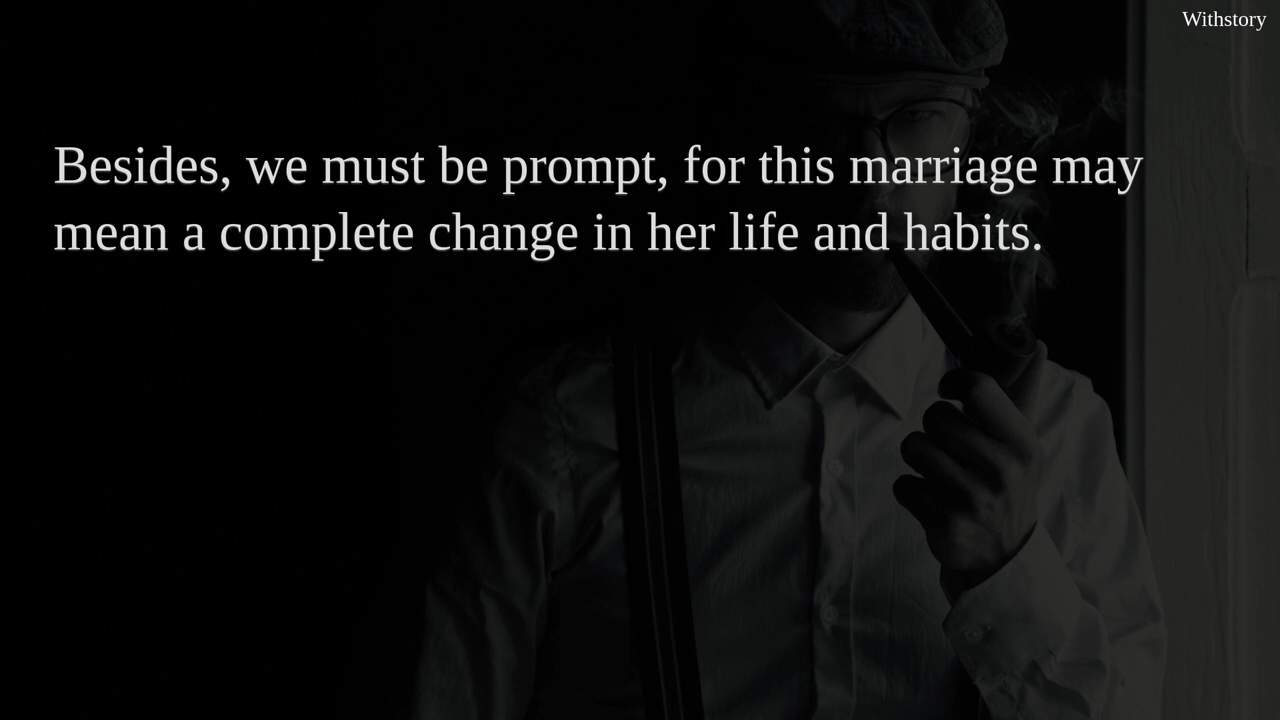 Withstory
Besides, we must be prompt, for this marriage may
mean a complete change in her life and habits.